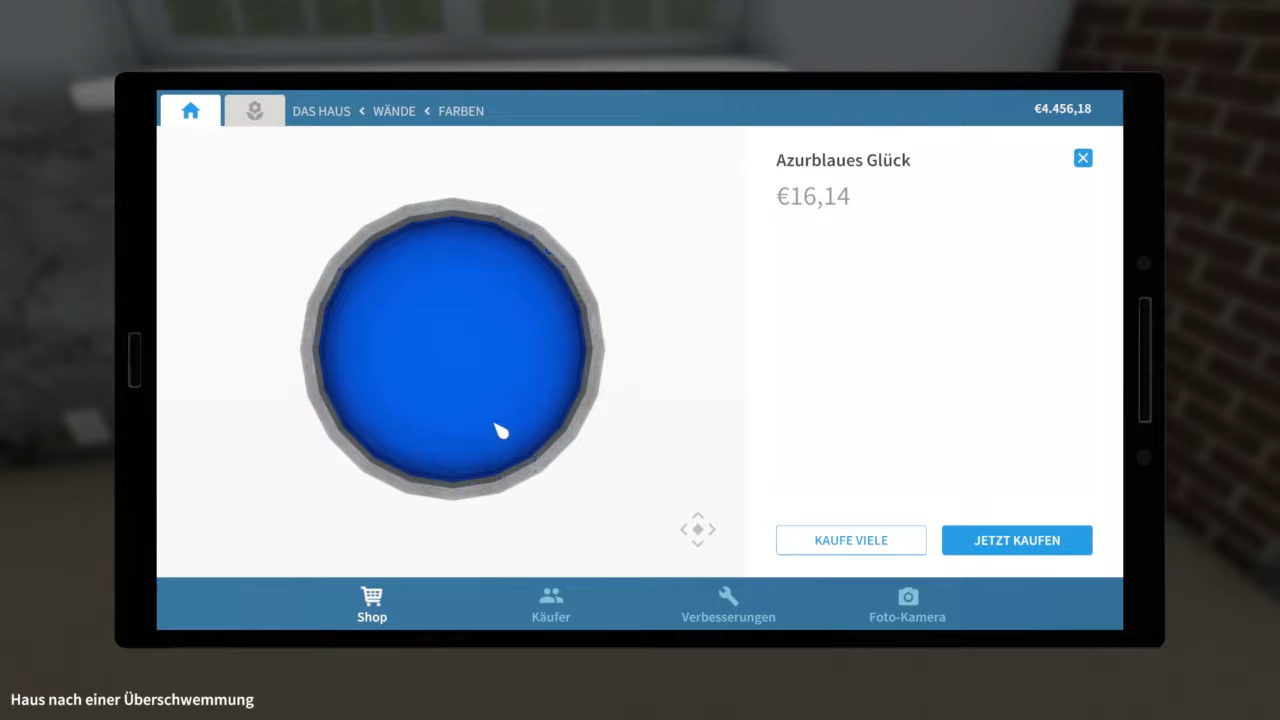 DAS HAUS < WÄNDE < FARBEN
€4.456,18
Azurblaues Glück
€16,14
KAUFE VIELE
JETZT KAUFEN
Shop
Käufer
Verbesserungen
Foto-Kamera
Haus nach einer Überschwemmung